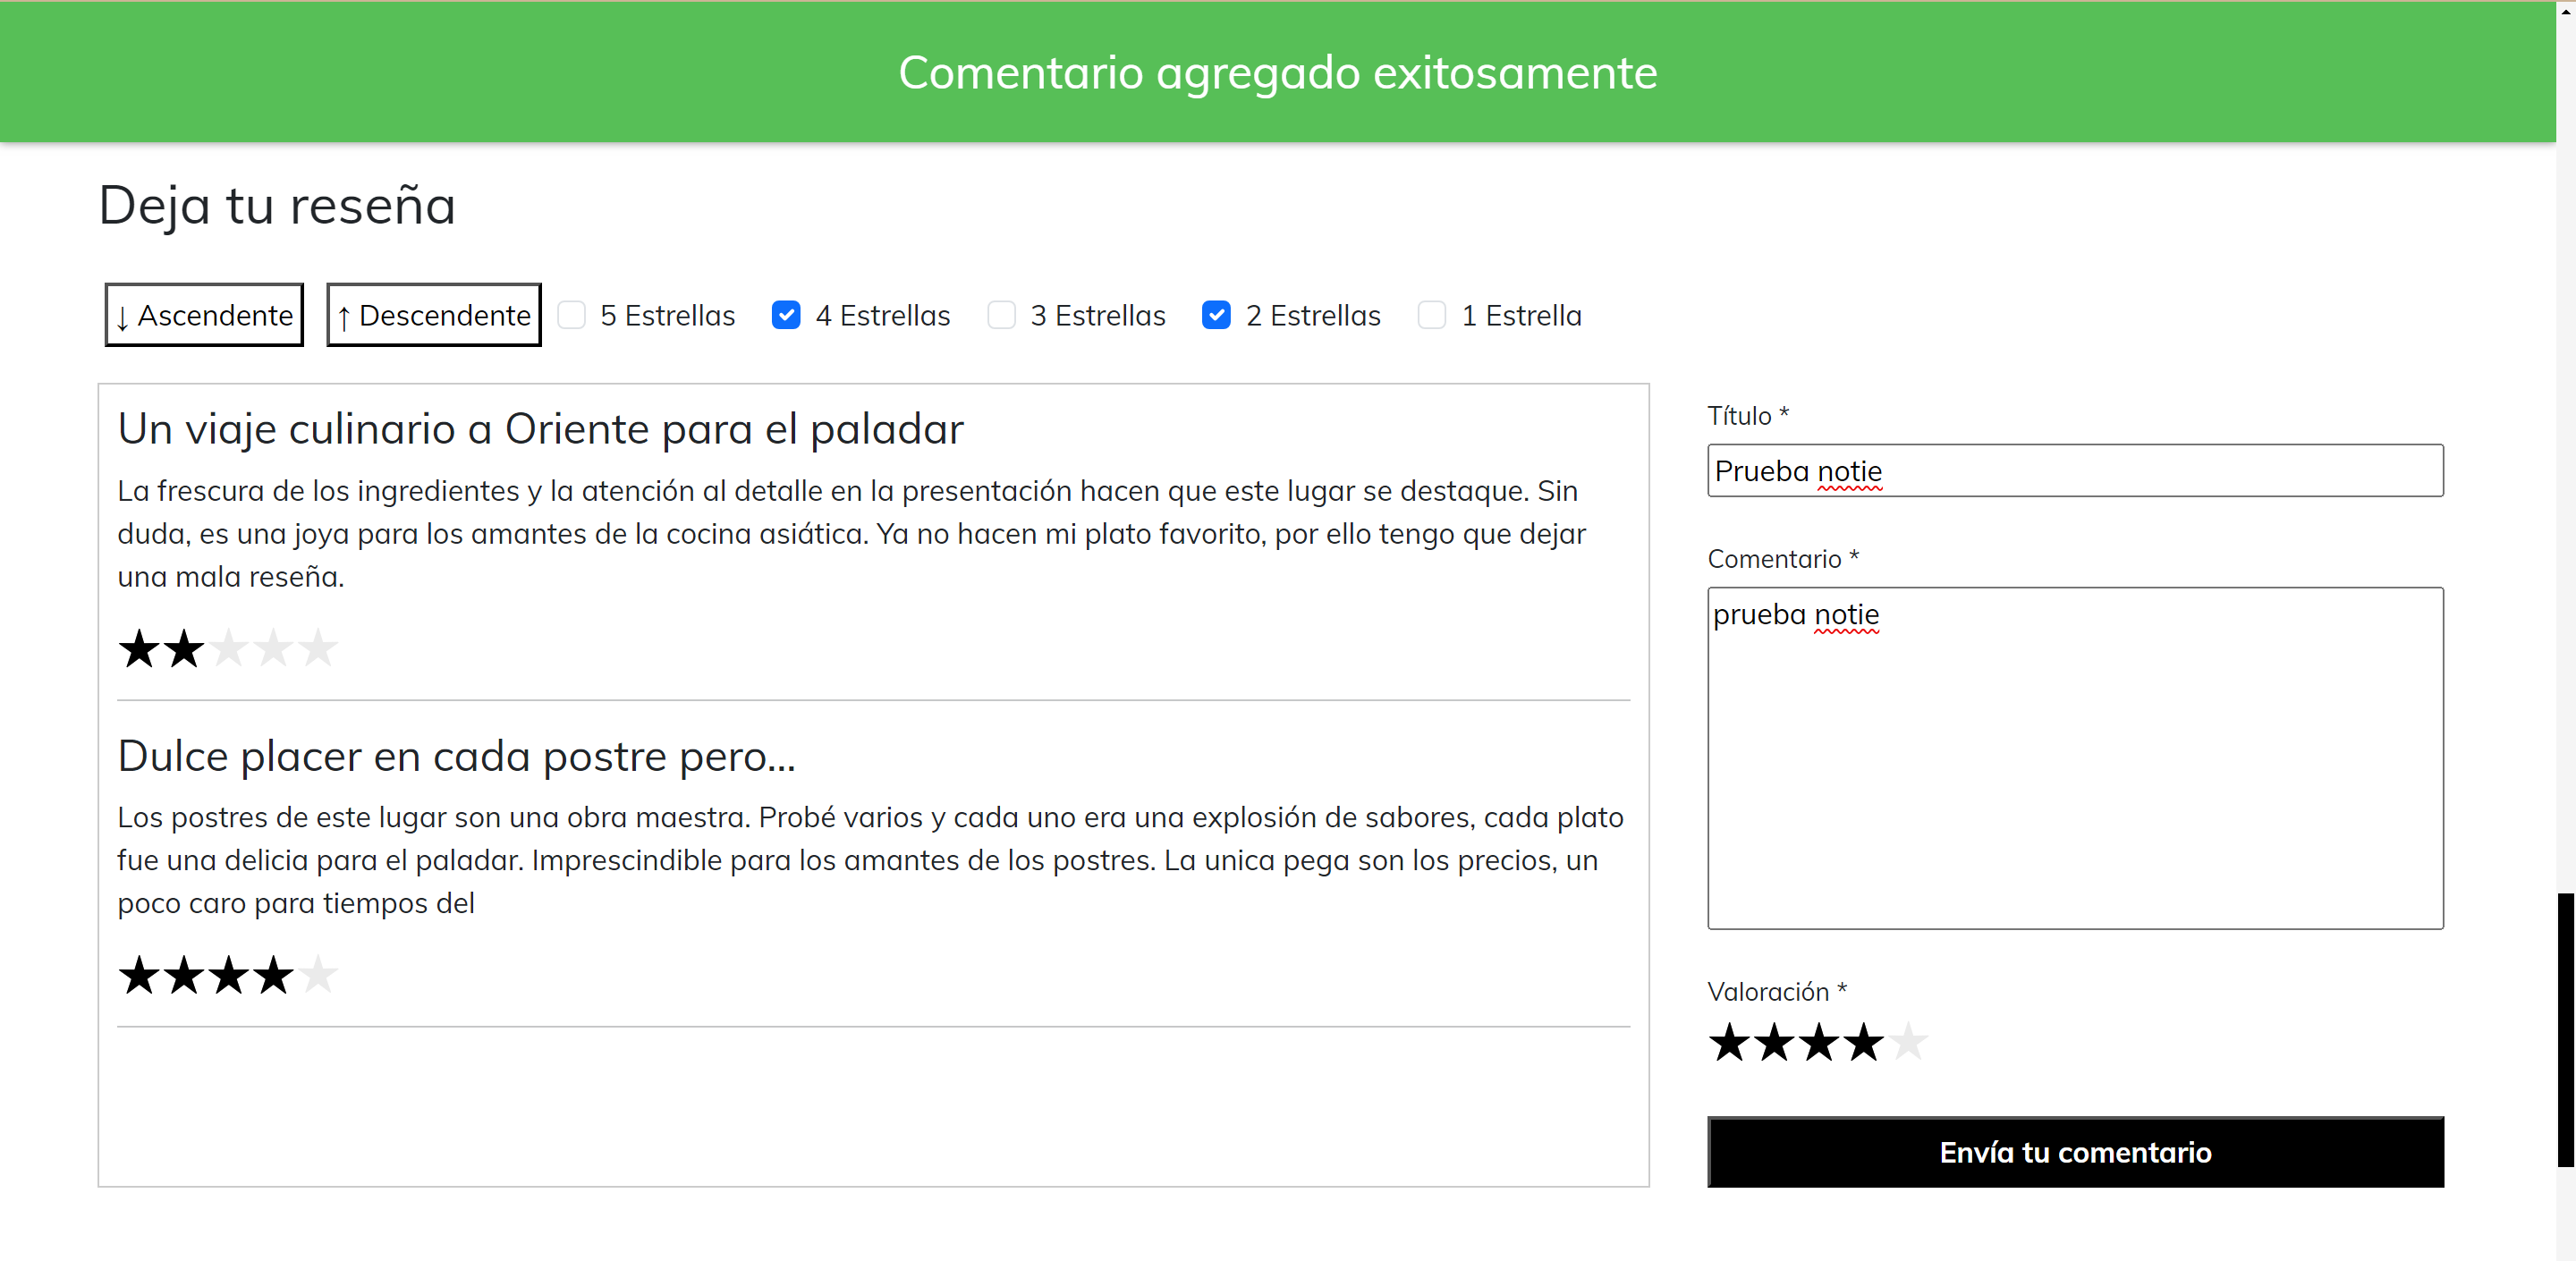 Comentario agregado exitosamente
Deja tu reseña
↓ Ascendente ↑ Descendente 5 Estrellas 4 Estrellas 3 Estrellas 2 Estrellas 1 Estrella
Un viaje culinario a Oriente para el paladar
La frescura de los ingredientes y la atención al detalle en la presentación hacen que este lugar se destaque. Sin
duda, es una joya para los amantes de la cocina asiática. Ya no hacen mi plato favorito, por ello tengo que dejar
una mala reseña.
Dulce placer en cada postre pero...
Los postres de este lugar son una obra maestra. Probé varios y cada uno era una explosión de sabores, cada plato
fue una delicia para el paladar. Imprescindible para los amantes de los postres. La unica pega son los precios, un
poco caro para tiempos del
Título *
Prueba notie
Comentario *
prueba notie
Valoración *
Envía tu comentario